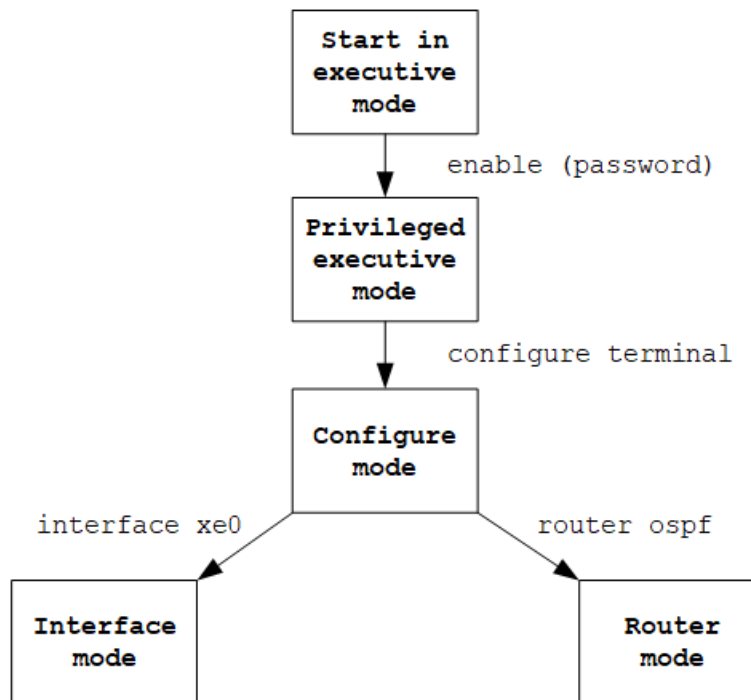 Start in
executive
mode
enable (password)
Privileged
executive
mode
configure terminal
Configure
mode
interface xe0
router ospf
Interface
mode
Router
mode